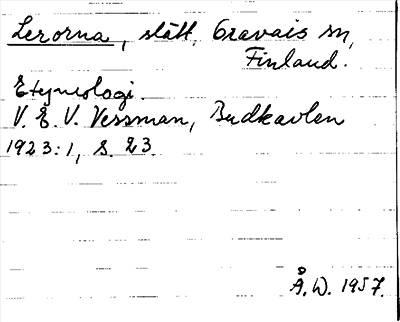 Lerorna, slätt, Oravais sn,
Finland.
Etymologi.
V. E. V. Wessman, Budkavlen
1923:1, s. 23.
Å. W. 1957.